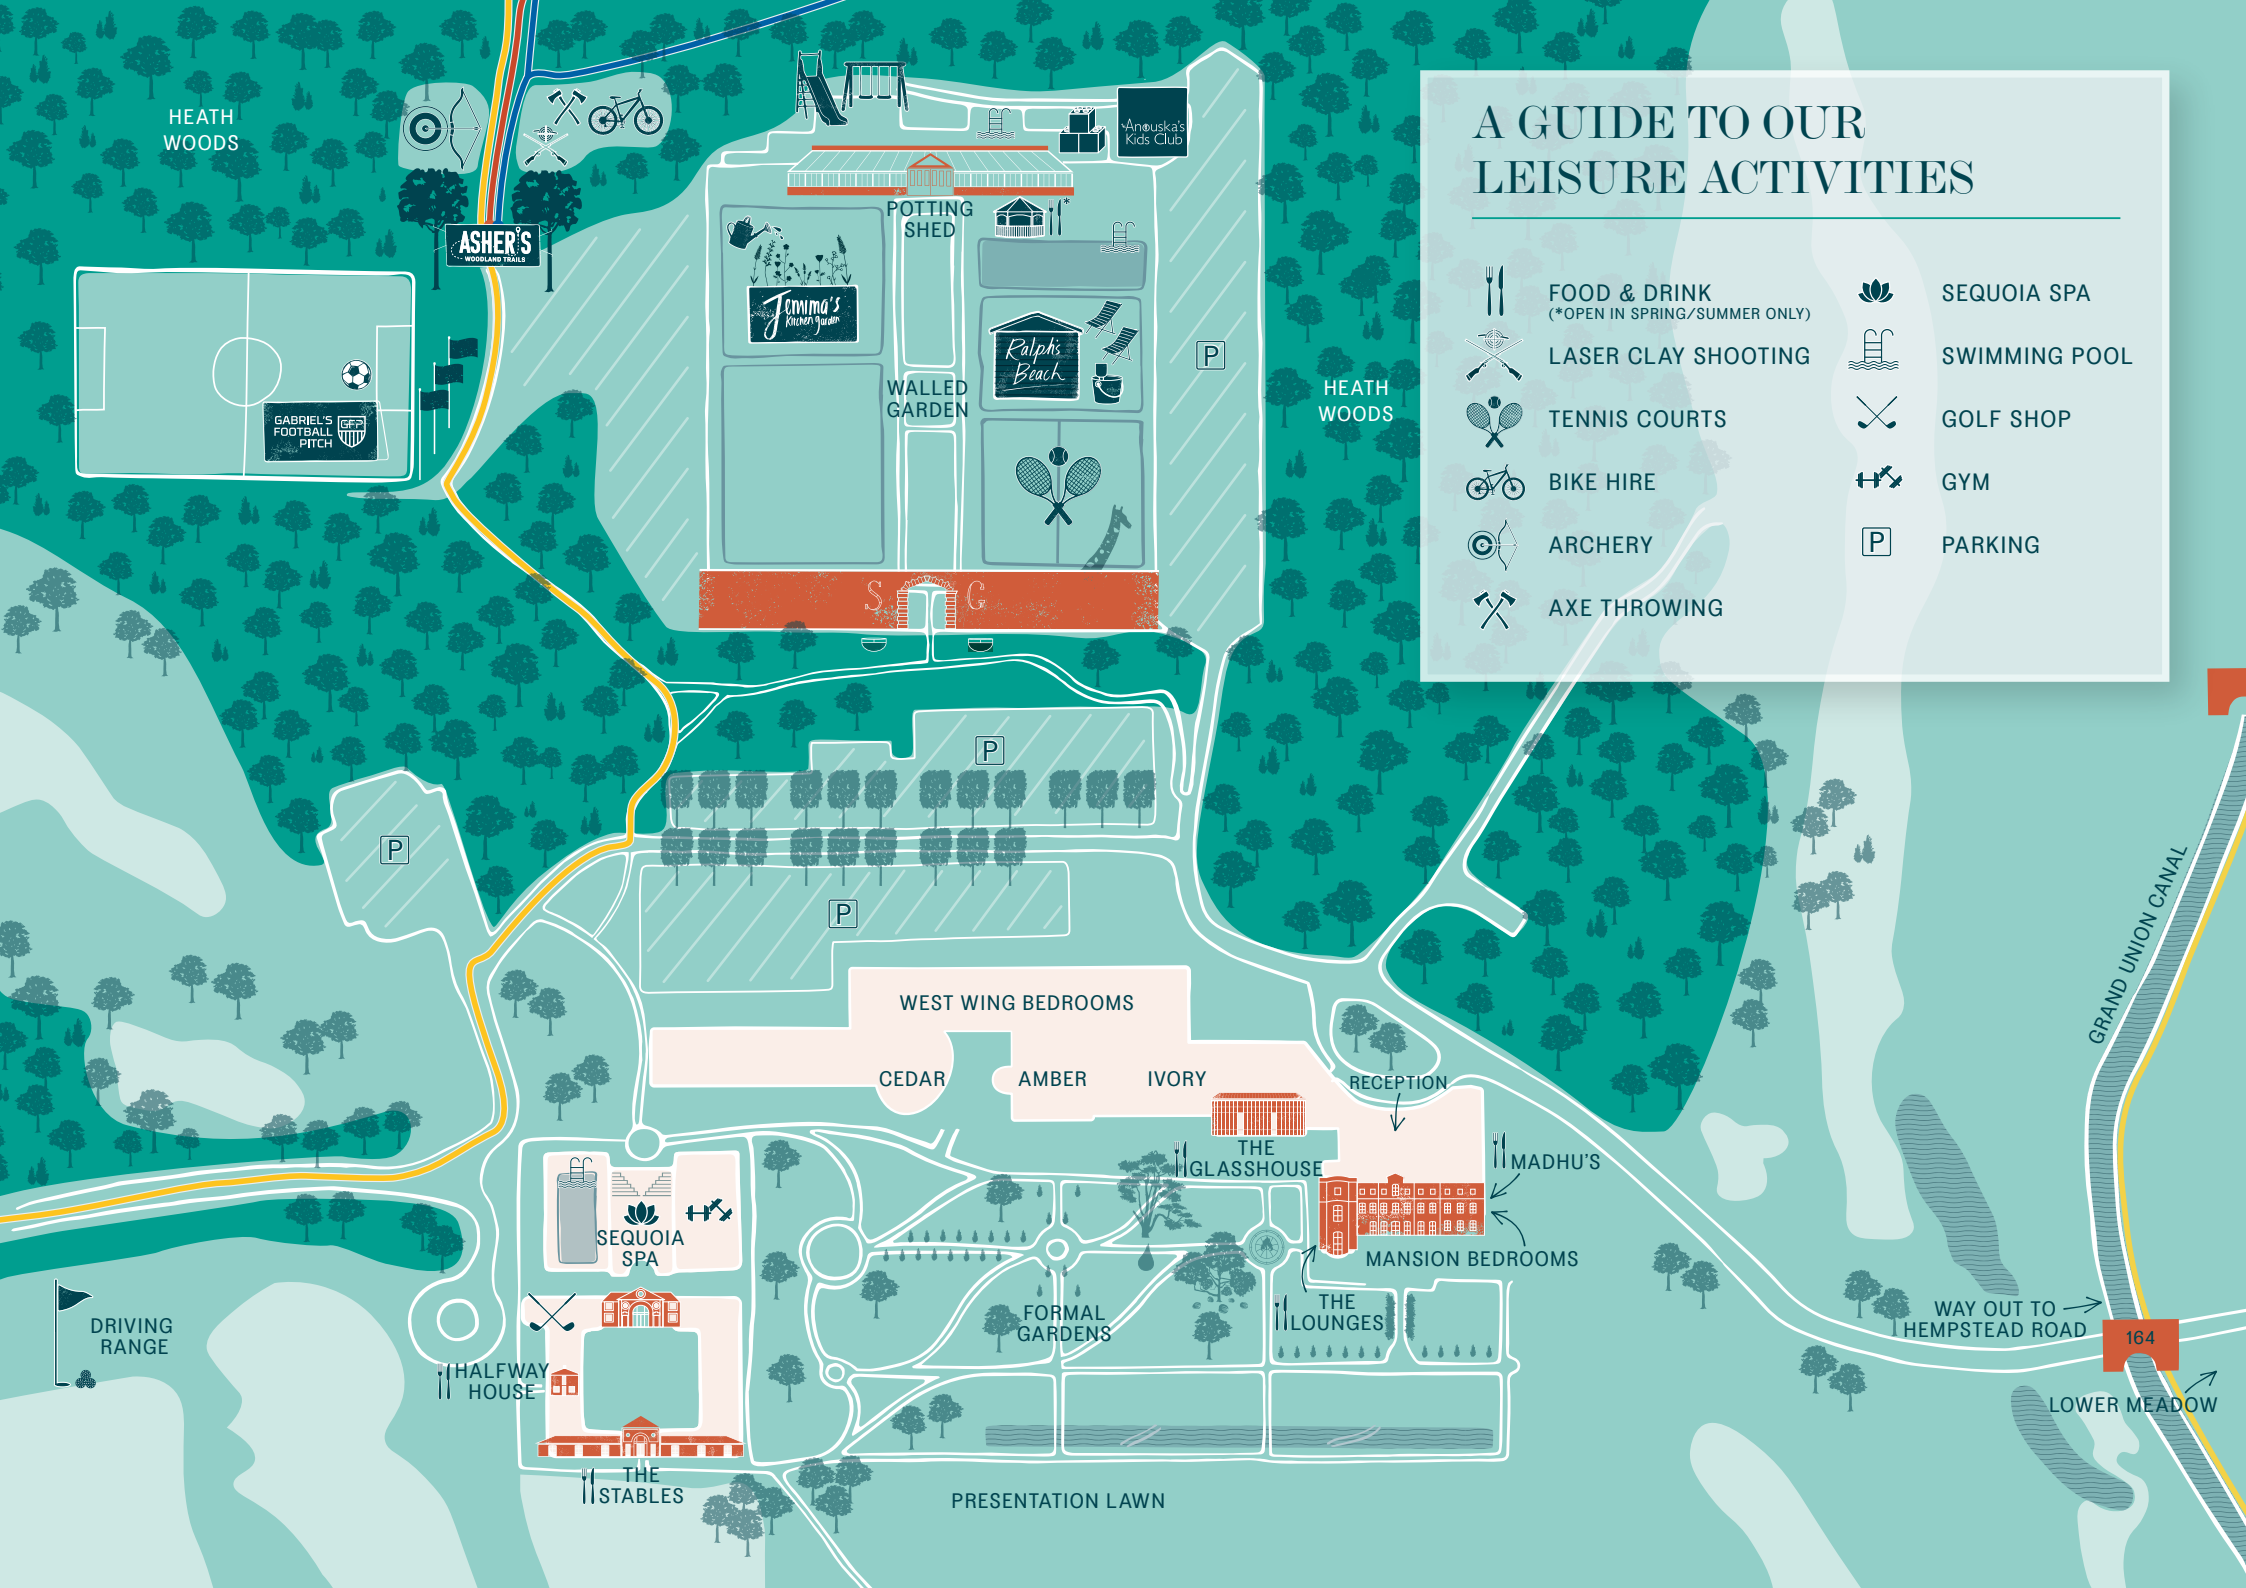 A GUIDE TO OUR
LEISURE ACTIVITIES
FOOD & DRINK
(*OPEN IN SPRING/SUMMER ONLY)
LASER CLAY SHOOTING
TENNIS COURTS
BIKE HIRE
ARCHERY
AXE THROWING
SEQUOIA SPA
SWIMMING POOL
GOLF SHOP
GYM
P
PARKING
HEATH
WOODS
ASHER'S
WOODLAND TRAILS
GABRIEL'S
FOOTBALL
PITCH
GFP
Anouska's
Kids Club
POTTING
SHED
*
Jemima's
Kitchen garden
Ralph's
Beach
WALLED
GARDEN
P
HEATH
WOODS
S G
P
P
P
WEST WING BEDROOMS
CEDAR
AMBER
IVORY
RECEPTION
THE
GLASSHOUSE
MADHU'S
MANSION BEDROOMS
THE
LOUNGES
FORMAL
GARDENS
SEQUOIA
SPA
DRIVING
RANGE
HALFWAY
HOUSE
THE
STABLES
PRESENTATION LAWN
GRAND UNION CANAL
WAY OUT TO
HEMPSTEAD ROAD
164
LOWER MEADOW